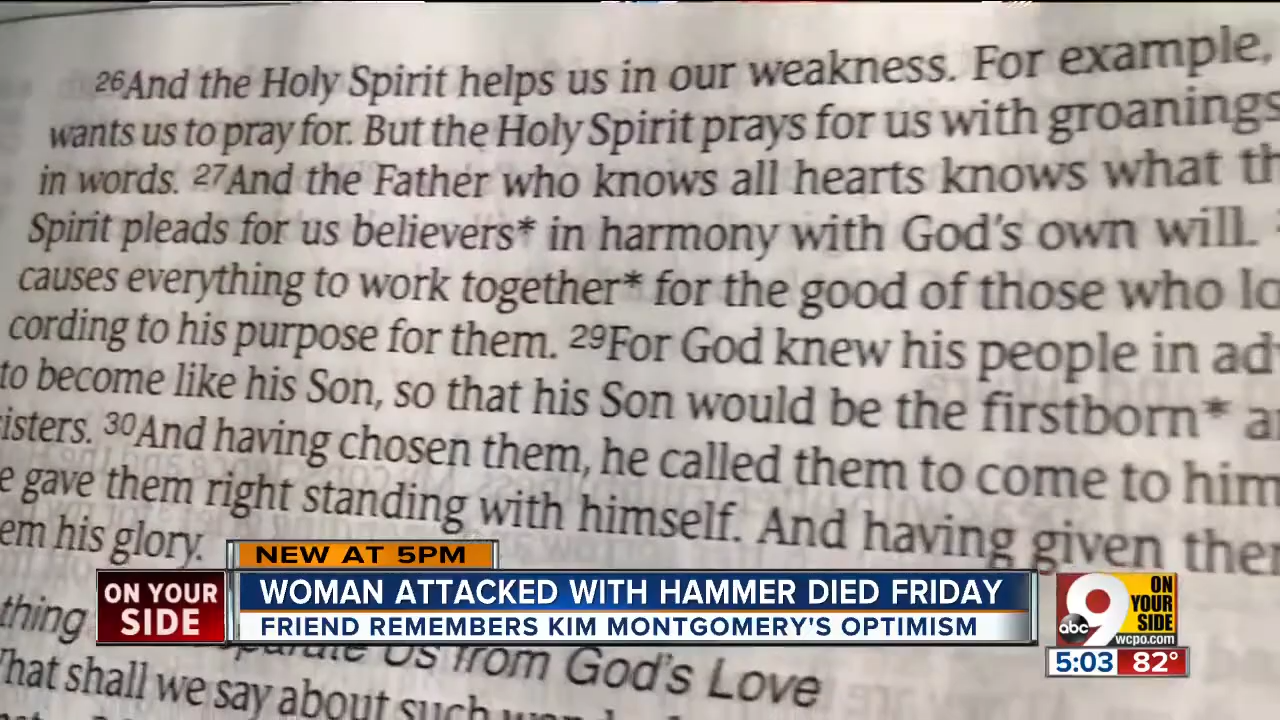 26And the Holy Spirit helps us in our weakness. For example,
wants us to pray for. But the Holy Spirit prays for us with groanings
in words. 27And the Father who knows all hearts knows what th
Spirit pleads for us believers* in harmony with God's own will.
causes everything to work together* for the good of those who lo
cording to his purpose for them. 29For God knew his people in ad
to become like his Son, so that his Son would be the firstborn* a
isters. 30And having chosen them, he called them to come to him
e gave them right standing with himself. And having given ther
em his glory.
NEW AT 5PM
ON YOUR
SIDE
WOMAN ATTACKED WITH HAMMER DIED FRIDAY
FRIEND REMEMBERS KIM MONTGOMERY'S OPTIMISM
abc 9
ON
YOUR
SIDE
wcpo.com
5:03 82°
thing
Us from God's Love
hat shall we say about such